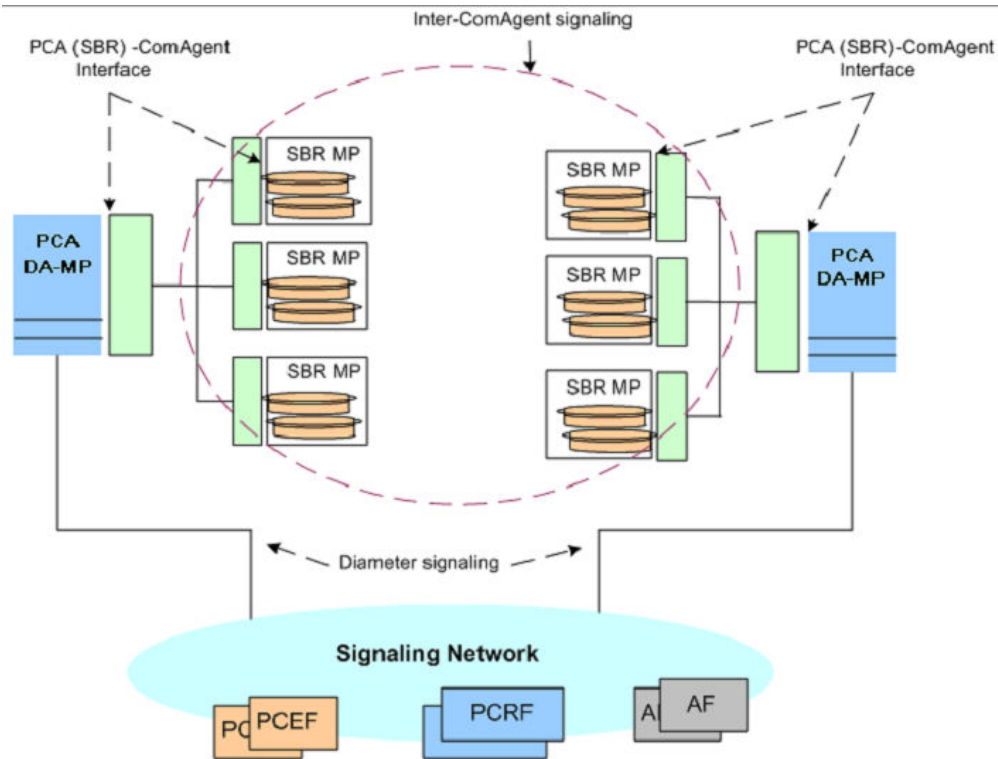 Inter-ComAgent signaling
PCA (SBR) -ComAgent
Interface
PCA (SBR)-ComAgent
Interface
SBR MP
SBR MP
PCA
DA-MP
SBR MP
SBR MP
PCA
DA-MP
SBR MP
SBR MP
Diameter signaling
Signaling Network
PC
PCEF
PCRF
AF